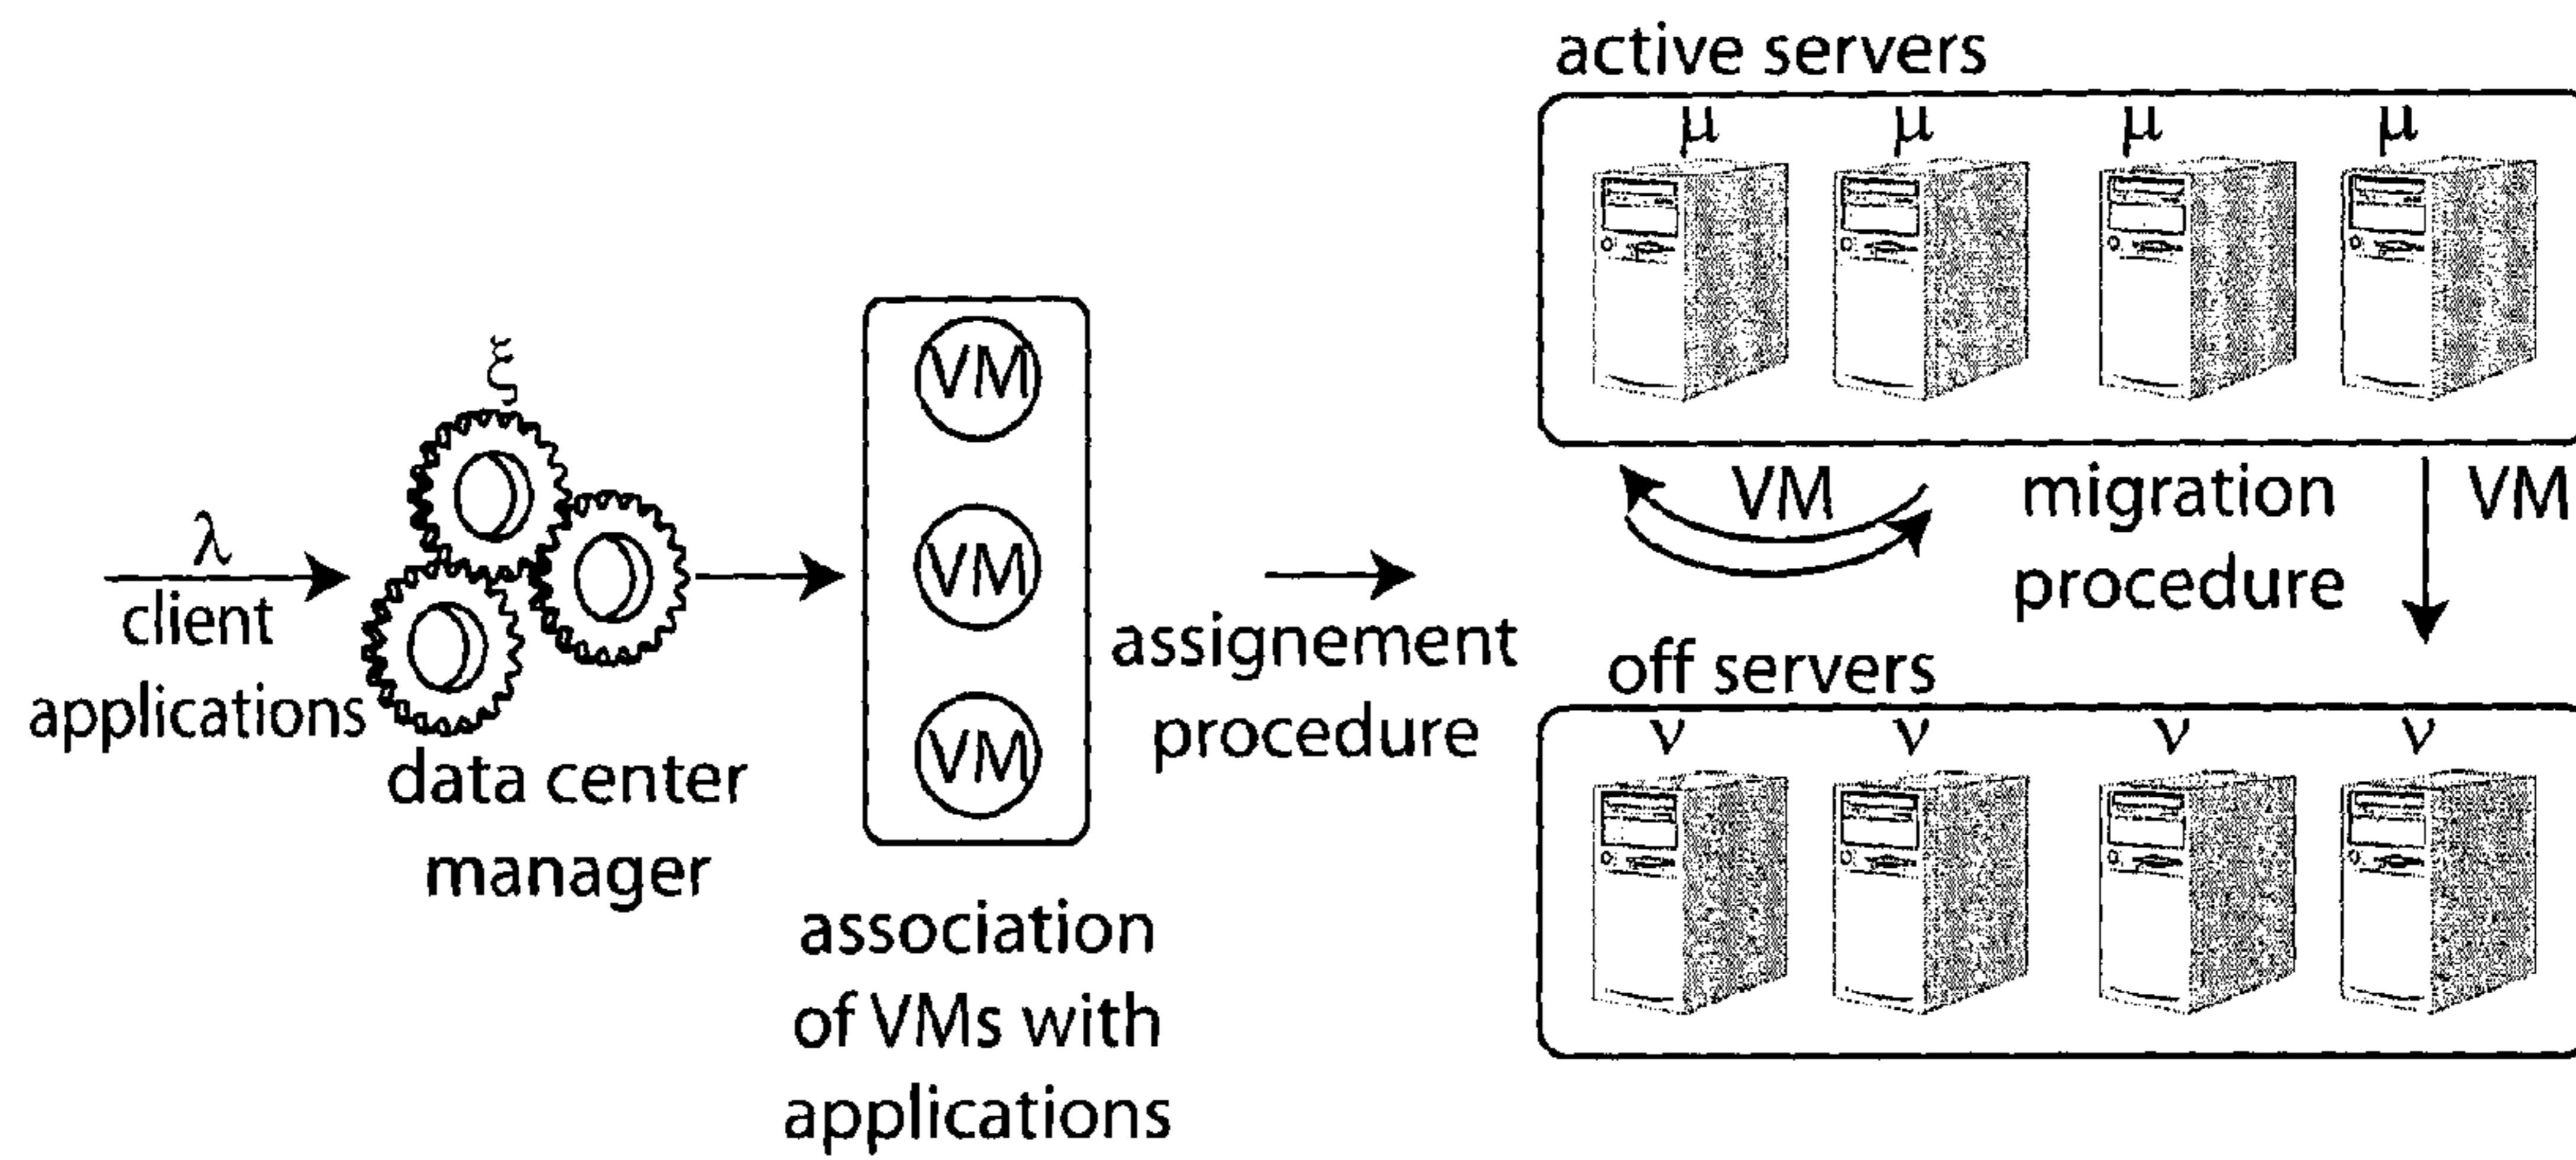 active servers
μ μ μ μ
ξ
λ
client
applications
data center
manager
VM
VM
VM
association
of VMs with
applications
assignement
procedure
VM
migration
procedure
VM
off servers
ν ν ν ν